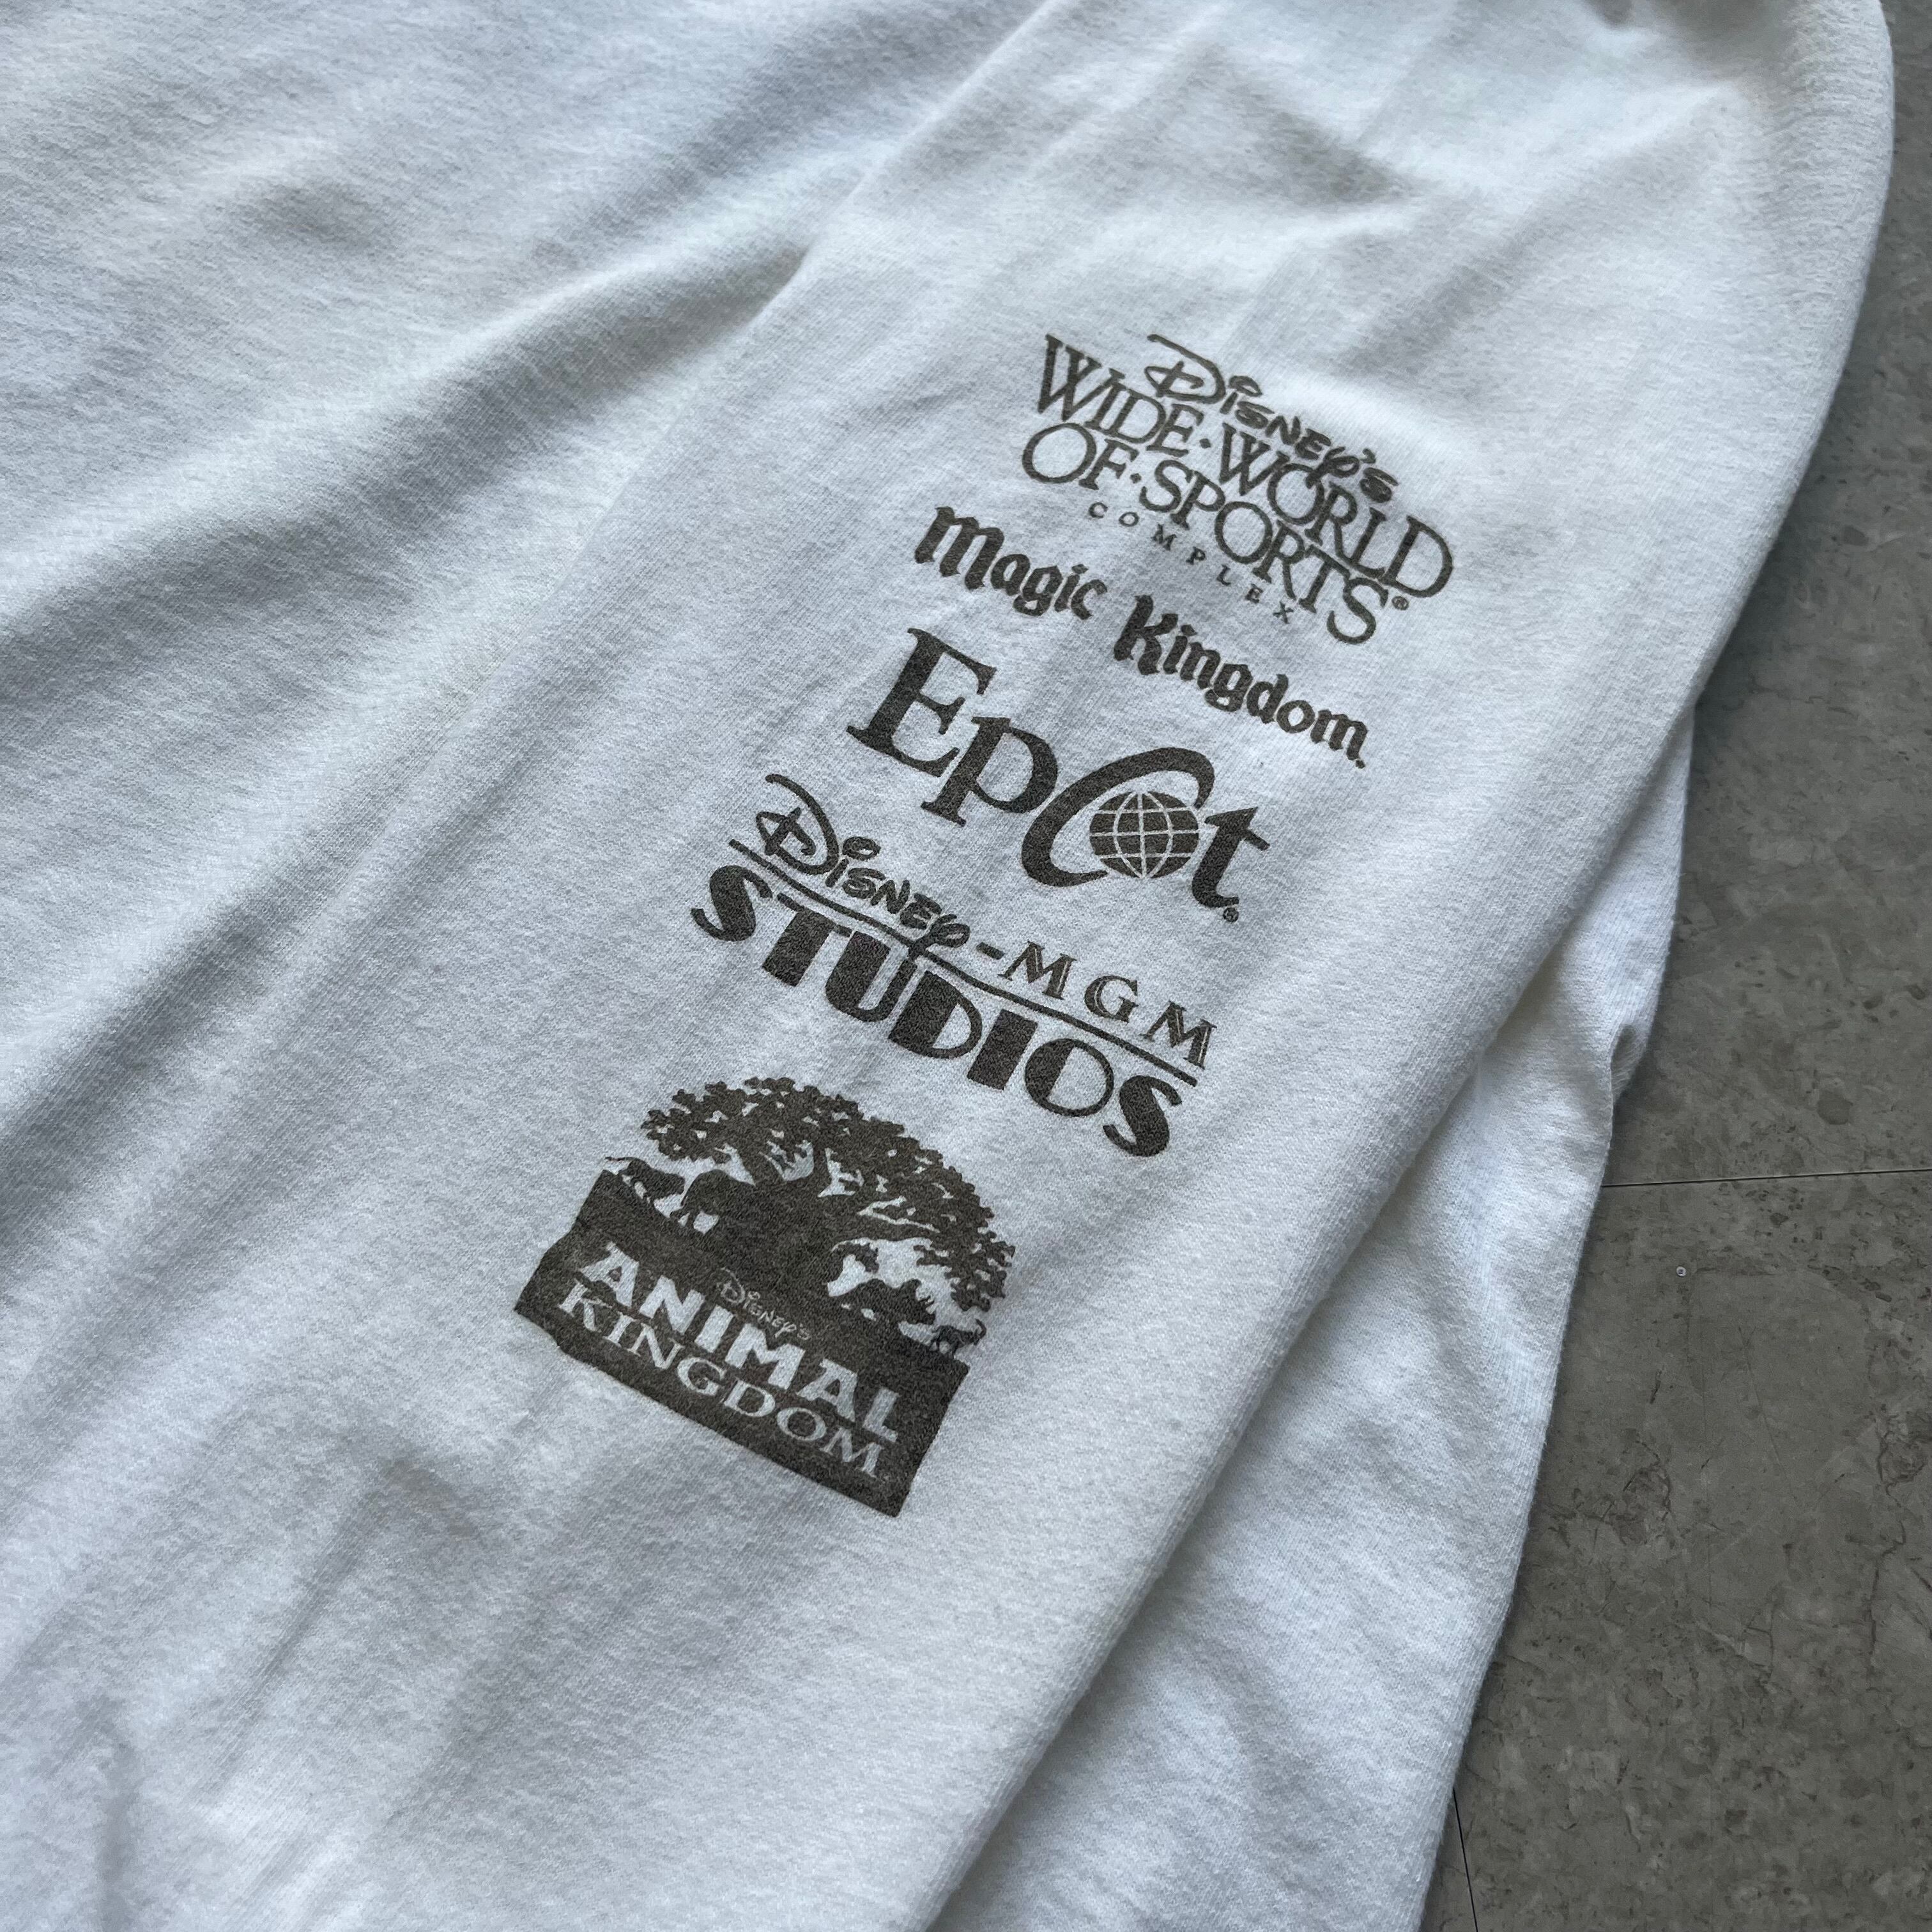 Disney's
WIDE·WORLD
OF·SPORTS®
COMPLEX
Magic Kingdom
Epcot®
Disney-MGM
STUDIOS
Disney's
ANIMAL
KINGDOM